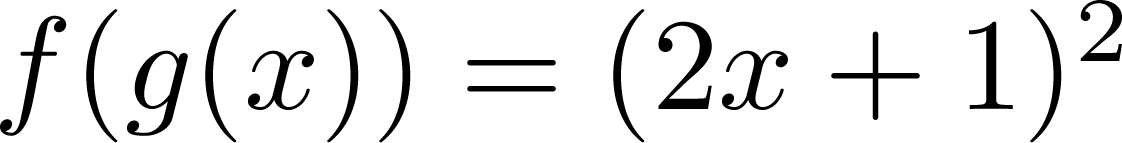 f(g(x)) = (2x + 1)²